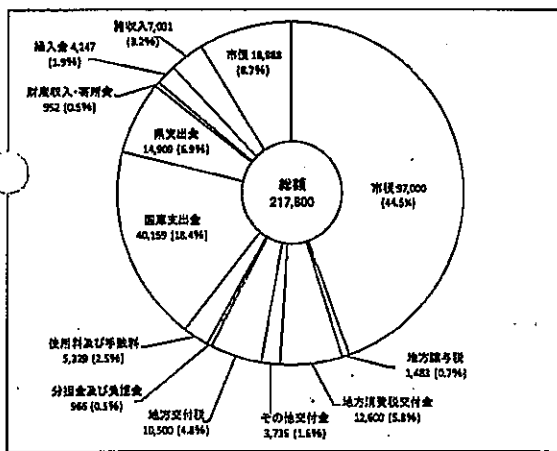 諸収入 7,001
(3.2%)
市債 18,988
(8.7%)
繰入金 4,247
(1.9%)
財産収入・寄附金
952 (0.5%)
県支出金
14,909 (6.9%)
国庫支出金
40,159 (18.4%)
総額
217,800
市税 97,000
(44.5%)
使用料及び手数料
5,329 (2.5%)
分担金及び負担金
966 (0.5%)
地方交付税
10,500 (4.8%)
その他交付金
3,736 (1.6%)
地方消費税交付金
12,600 (5.8%)
地方譲与税
1,483 (0.7%)